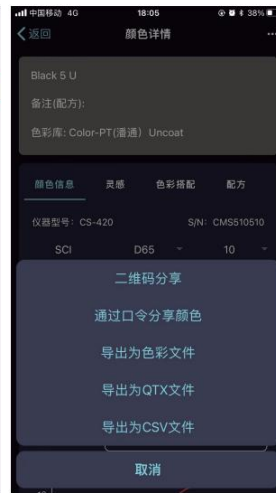 中国移动 4G 18:05 38%
返回 颜色详情 ...
Black 5 U
备注(配方):
色彩库: Color-PT(潘通) Uncoat
颜色信息 灵感 色彩搭配 配方
仪器型号: CS-420 S/N: CMS510510
SCI D65 10
二维码分享
通过口令分享颜色
导出为色彩文件
导出为QTX文件
导出为CSV文件
取消